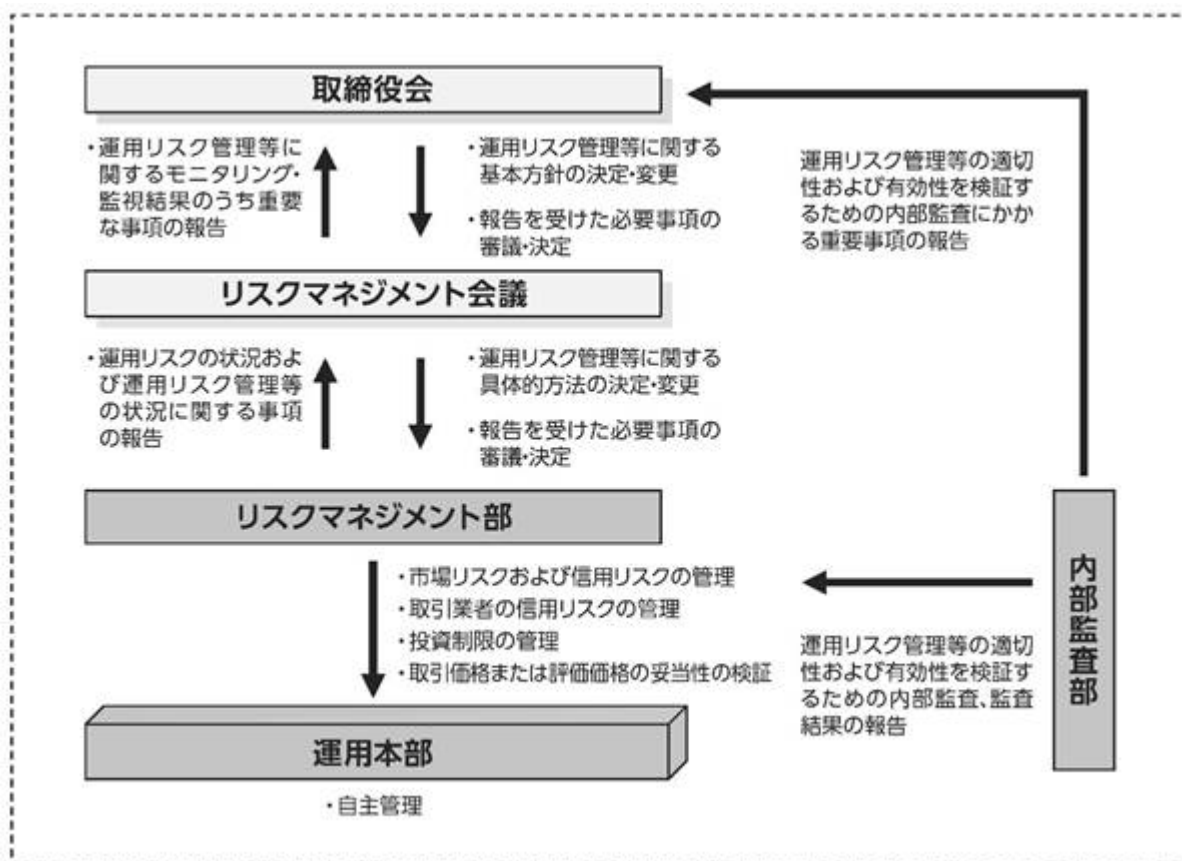 取締役会
・運用リスク管理等に
関するモニタリング・
監視結果のうち重要
な事項の報告
・運用リスク管理等に関する
基本方針の決定・変更
・報告を受けた必要事項の
審議・決定
運用リスク管理等の適切
性および有効性を検証す
るための内部監査にかか
る重要事項の報告
リスクマネジメント会議
・運用リスクの状況およ
び運用リスク管理等
の状況に関する事項
の報告
・運用リスク管理等に関する
具体的方法の決定・変更
・報告を受けた必要事項の
審議・決定
リスクマネジメント部
・市場リスクおよび信用リスクの管理
・取引業者の信用リスクの管理
・投資制限の管理
・取引価格または評価価格の妥当性の検証
運用リスク管理等の適切
性および有効性を検証す
るための内部監査、監査
結果の報告
内部監査部
運用本部
・自主管理